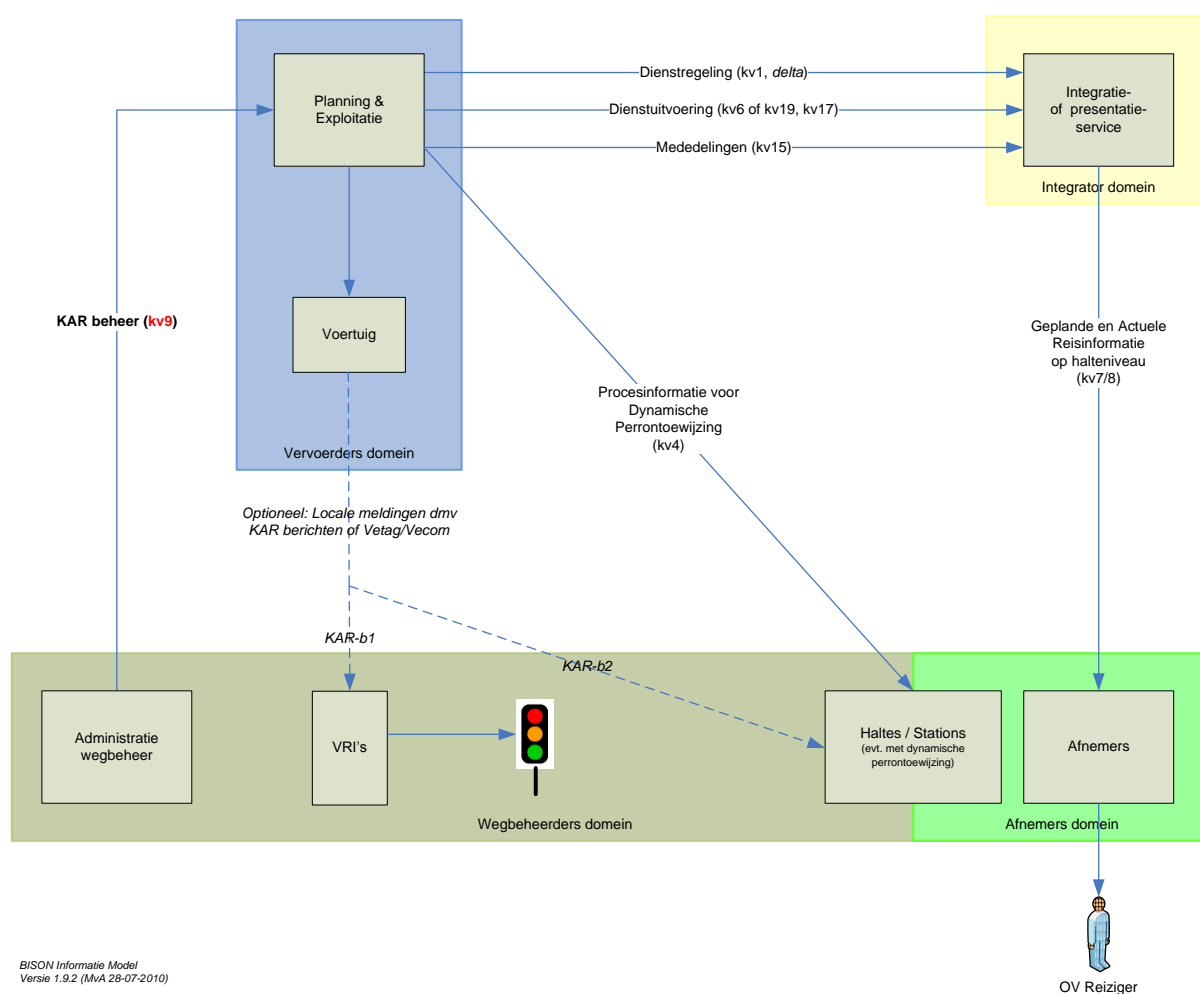 Planning &
Exploitatie
Dienstregeling (kv1, delta)
Dienstuitvoering (kv6 of kv19, kv17)
Mededelingen (kv15)
Integratie-
of presentatie-
service
Integrator domein
Voertuig
KAR beheer (kv9)
Geplande en Actuele
Reisinformatie
op halteniveau
(kv7/8)
Procesinformatie voor
Dynamische
Perrontoewijzing
(kv4)
Vervoerders domein
Optioneel: Locale meldingen dmv
KAR berichten of Vetag/Vecom
KAR-b1
KAR-b2
Administratie
wegbeheer
VRI's
Haltes / Stations
(evt. met dynamische
perrontoewijzing)
Afnemers
Wegbeheerders domein
Afnemers domein
BISON Informatie Model
Versie 1.9.2 (MvA 28-07-2010)
OV Reiziger